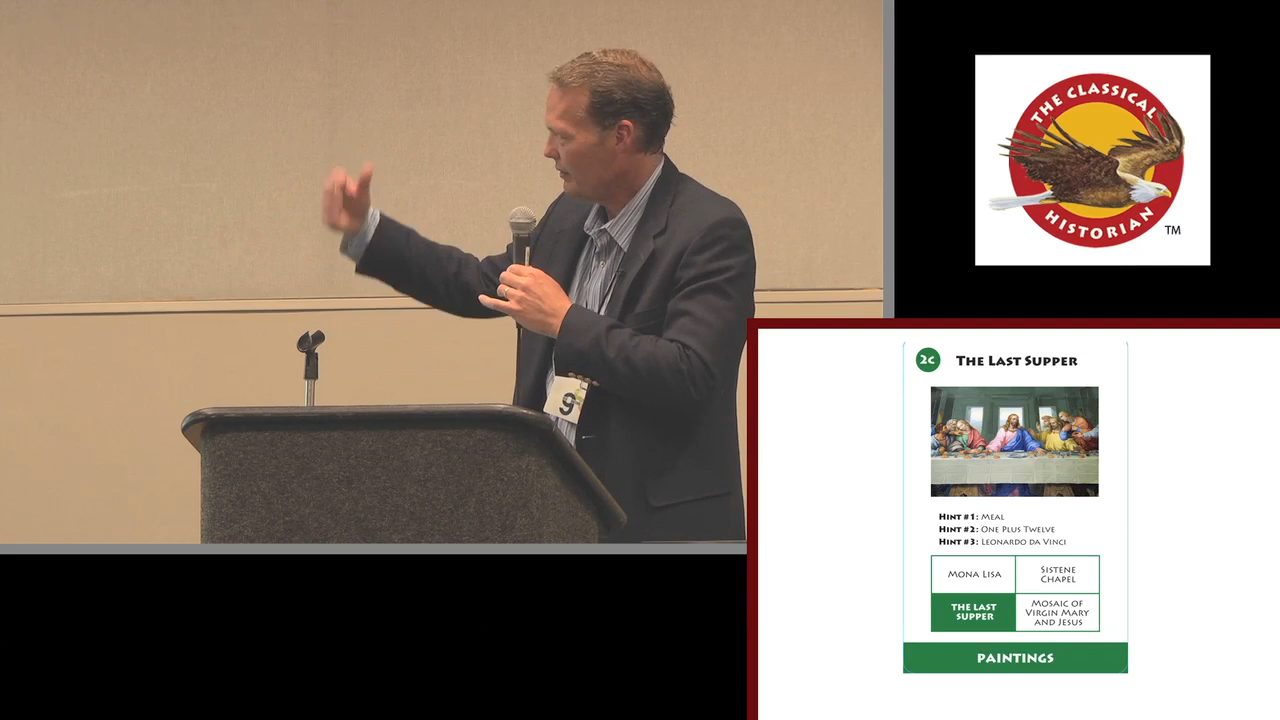 THE CLASSICAL
HISTORIAN
TM
9
2C THE LAST SUPPER
HINT #1: MEAL
HINT #2: ONE PLUS TWELVE
HINT #3: LEONARDO DA VINCI
MONA LISA
SISTENE
CHAPEL
THE LAST
SUPPER
MOSAIC OF
VIRGIN MARY
AND JESUS
PAINTINGS